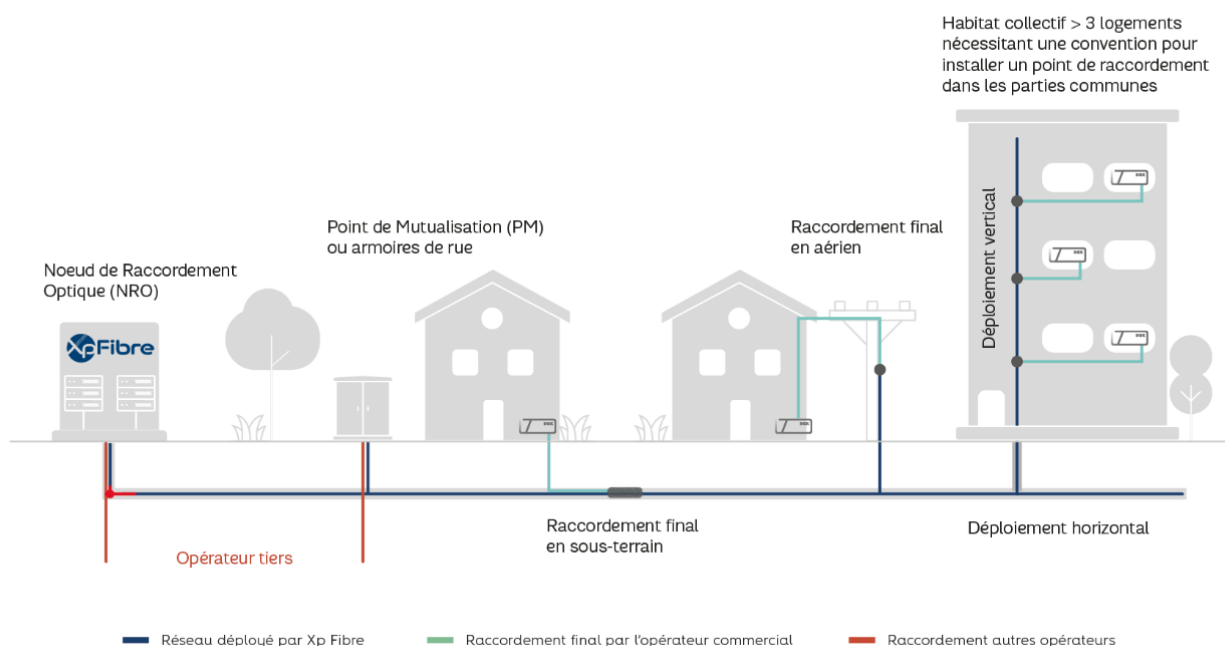 Habitat collectif > 3 logements
nécessitant une convention pour
installer un point de raccordement
dans les parties communes
Point de Mutualisation (PM)
ou armoires de rue
Raccordement final
en aérien
Noeud de Raccordement
Optique (NRO)
XpFibre
Déploiement vertical
Raccordement final
en sous-terrain
Déploiement horizontal
Opérateur tiers
Réseau déployé par Xp Fibre
Raccordement final par l'opérateur commercial
Raccordement autres opérateurs